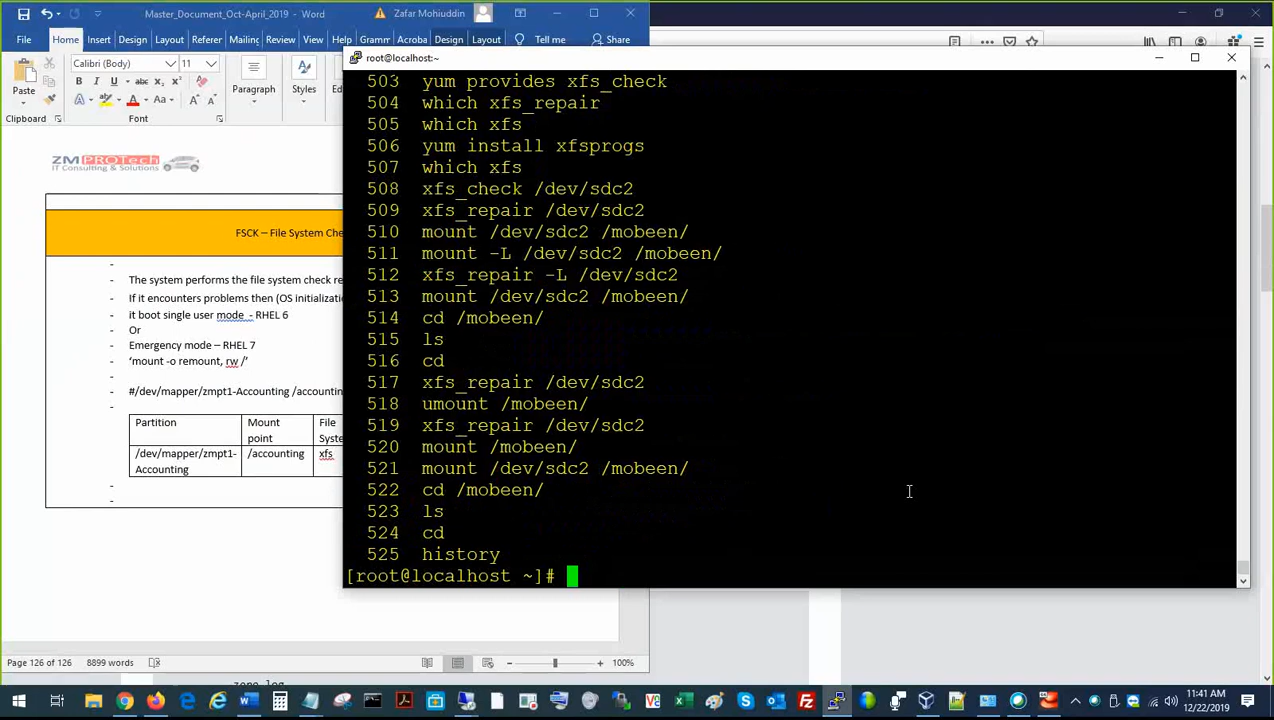 Master_Document_Oct-April_2019 - Word
Zafar Mohiuddin
File Home Insert Design Layout Referer Mailing Review View Gramm Acroba Design Layout Tell me Share
Calibri (Body) 11
Paste
Paragraph
Styles
Clipboard
Font
ZMPROTech
IT Consulting & Solutions
FSCK – File System Che
- The system performs the file system check re
- If it encounters problems then (OS initializati
- it boot single user mode - RHEL 6
- Or
- Emergency mode – RHEL 7
- 'mount -o remount, rw /'
-
- #/dev/mapper/zmpt1-Accounting /accounting
-
Partition Mount point File Syst
/dev/mapper/zmpt1-Accounting /accounting xfs
-
-
Page 126 of 126 8899 words 100%
root@localhost:~
503 yum provides xfs_check
504 which xfs_repair
505 which xfs
506 yum install xfsprogs
507 which xfs
508 xfs_check /dev/sdc2
509 xfs_repair /dev/sdc2
510 mount /dev/sdc2 /mobeen/
511 mount -L /dev/sdc2 /mobeen/
512 xfs_repair -L /dev/sdc2
513 mount /dev/sdc2 /mobeen/
514 cd /mobeen/
515 ls
516 cd
517 xfs_repair /dev/sdc2
518 umount /mobeen/
519 xfs_repair /dev/sdc2
520 mount /mobeen/
521 mount /dev/sdc2 /mobeen/
522 cd /mobeen/
523 ls
524 cd
525 history
[root@localhost ~]#
11:41 AM
12/22/2019